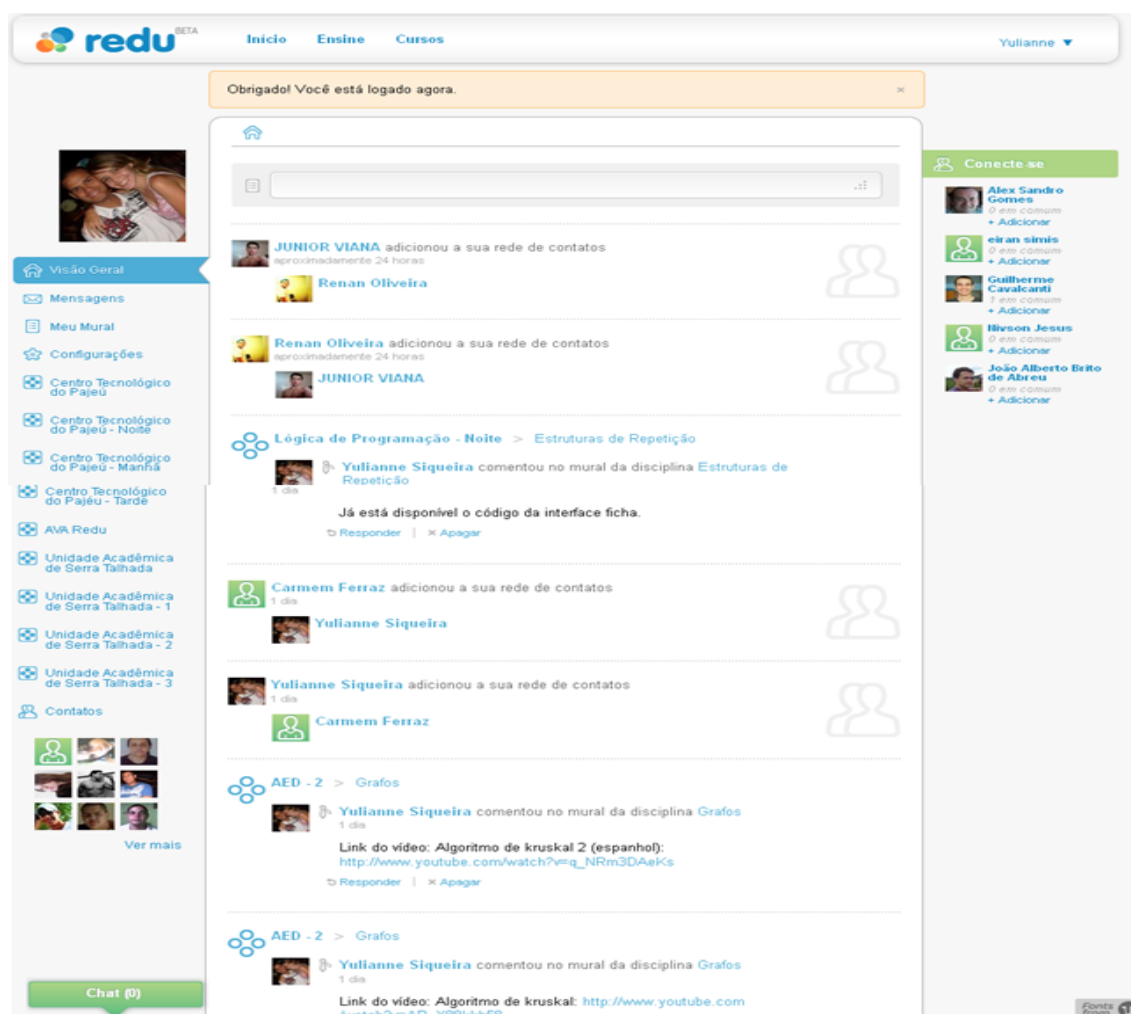 redu BETA
Início Ensine Cursos
Yulianne ▼
Obrigado! Você está logado agora. ×
Visão Geral
Mensagens
Meu Mural
Configurações
Centro Tecnológico
do Pajeú
Centro Tecnológico
do Pajeú - Noite
Centro Tecnológico
do Pajeú - Manhã
Centro Tecnológico
do Pajéu - Tarde
AVA Redu
Unidade Acadêmica
de Serra Talhada
Unidade Acadêmica
de Serra Talhada - 1
Unidade Acadêmica
de Serra Talhada - 2
Unidade Acadêmica
de Serra Talhada - 3
Contatos
Ver mais
Chat (0)
JUNIOR VIANA adicionou a sua rede de contatos
aproximadamente 24 horas
Renan Oliveira
Renan Oliveira adicionou a sua rede de contatos
aproximadamente 24 horas
JUNIOR VIANA
Lógica de Programação - Noite > Estruturas de Repetição
Yulianne Siqueira comentou no mural da disciplina Estruturas de
Repetição
1 dia
Já está disponível o código da interface ficha.
Responder | × Apagar
Carmem Ferraz adicionou a sua rede de contatos
1 dia
Yulianne Siqueira
Yulianne Siqueira adicionou a sua rede de contatos
1 dia
Carmem Ferraz
AED - 2 > Grafos
Yulianne Siqueira comentou no mural da disciplina Grafos
1 dia
Link do vídeo: Algoritmo de kruskal 2 (espanhol):
http://www.youtube.com/watch?v=q_NRm3DAeKs
Responder | × Apagar
AED - 2 > Grafos
Yulianne Siqueira comentou no mural da disciplina Grafos
1 dia
Link do vídeo: Algoritmo de kruskal: http://www.youtube.com
Conecte-se
Alex Sandro
Gomes
0 em comum
+ Adicionar
eiran simis
0 em comum
+ Adicionar
Guilherme
Cavalcanti
1 em comum
+ Adicionar
Nivson Jesus
0 em comum
+ Adicionar
João Alberto Brito
de Abreu
0 em comum
+ Adicionar
Fonts
from